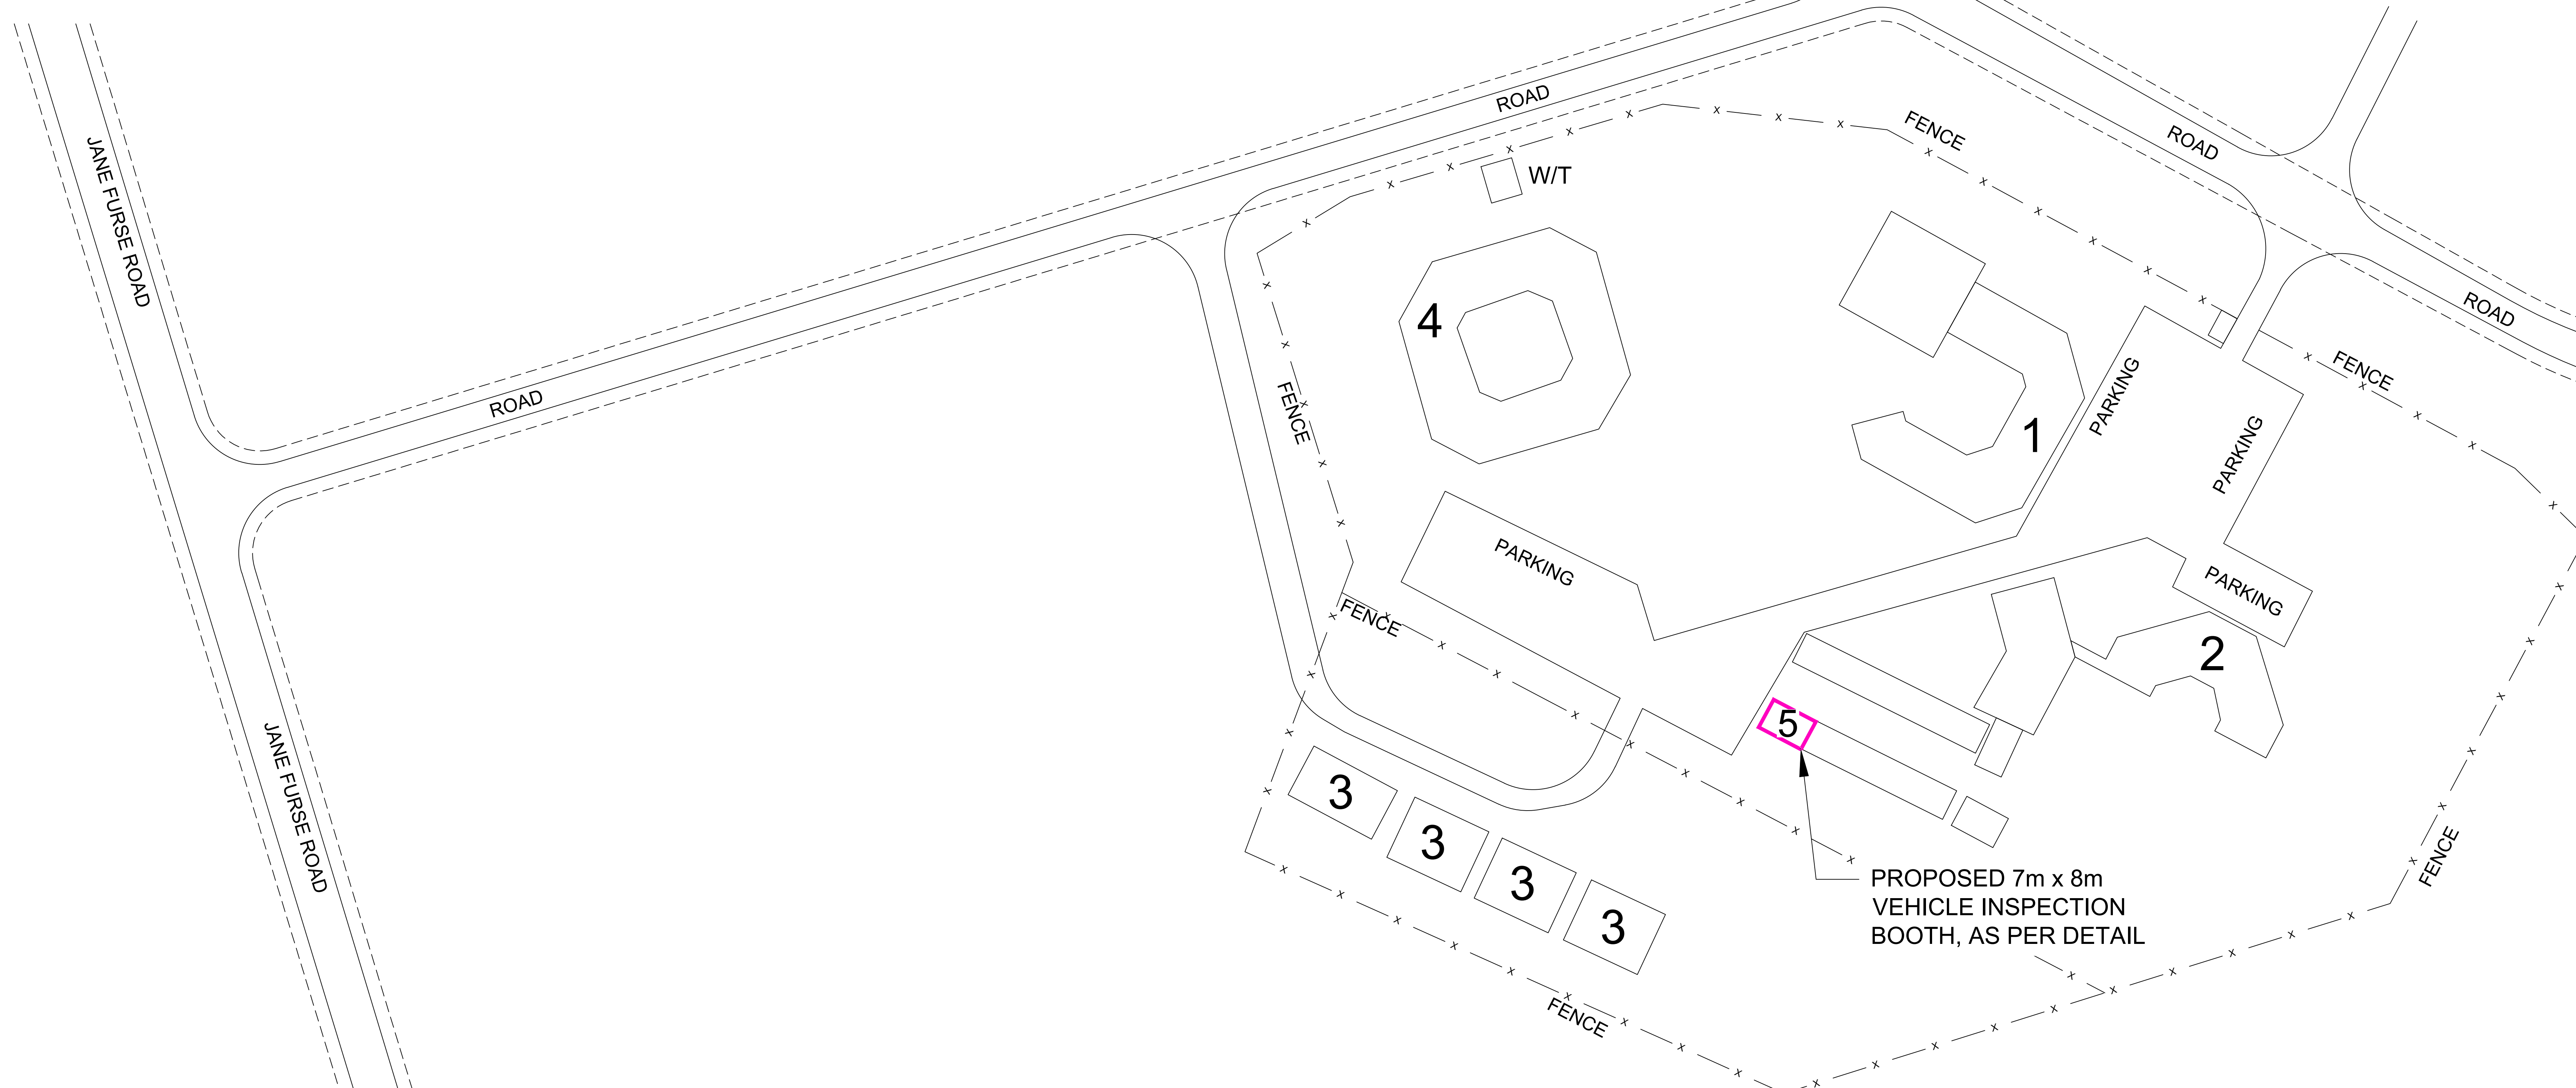 ROAD
FENCE
ROAD
JANE FURSE ROAD
W/T
ROAD
4
FENCE
PARKING
FENCE
ROAD
1
PARKING
PARKING
FENCE
PARKING
2
PARKING
5
JANE FURSE ROAD
3
3
3
3
PROPOSED 7m x 8m
VEHICLE INSPECTION
BOOTH, AS PER DETAIL
FENCE
FENCE